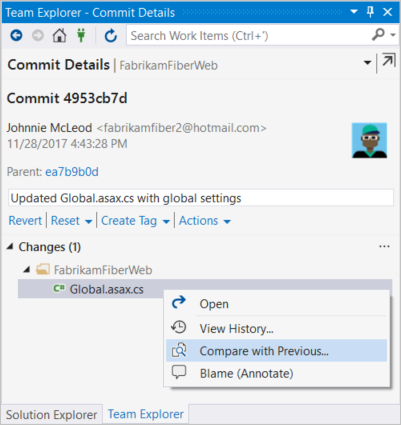 Team Explorer - Commit Details
Search Work Items (Ctrl+')
Commit Details | FabrikamFiberWeb
Commit 4953cb7d
Johnnie McLeod <fabrikamfiber2@hotmail.com>
11/28/2017 4:43:28 PM
Parent: ea7b9b0d
Updated Global.asax.cs with global settings
Revert | Reset | Create Tag | Actions
Changes (1) ...
FabrikamFiberWeb
C# Global.asax.cs
Open
View History...
Compare with Previous...
Blame (Annotate)
Solution Explorer Team Explorer